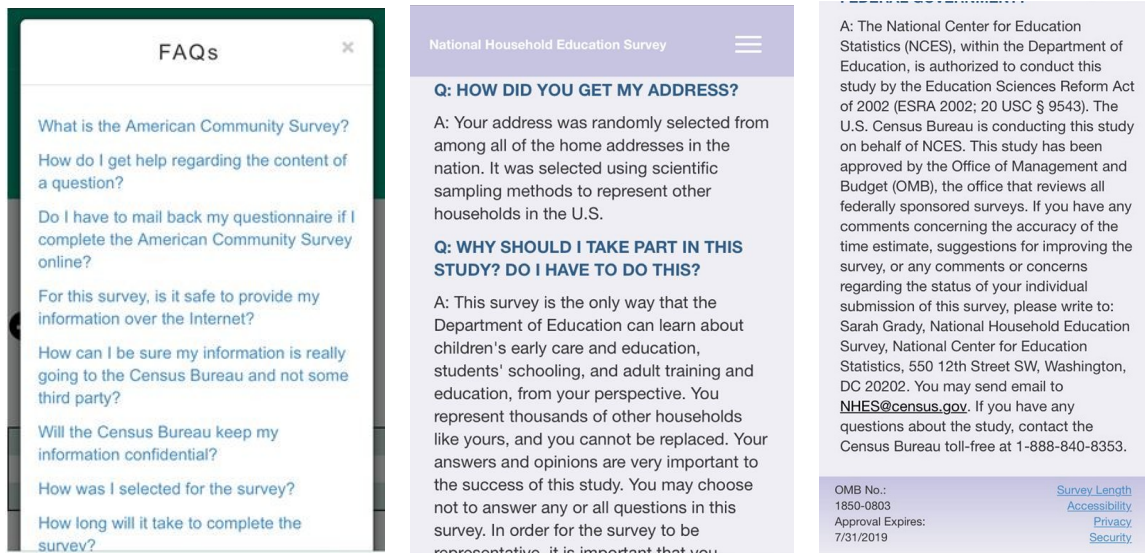 FAQs
×
What is the American Community Survey?
How do I get help regarding the content of
a question?
Do I have to mail back my questionnaire if I
complete the American Community Survey
online?
For this survey, is it safe to provide my
information over the Internet?
How can I be sure my information is really
going to the Census Bureau and not some
third party?
Will the Census Bureau keep my
information confidential?
How was I selected for the survey?
How long will it take to complete the
survey?
National Household Education Survey
Q: HOW DID YOU GET MY ADDRESS?
A: Your address was randomly selected from
among all of the home addresses in the
nation. It was selected using scientific
sampling methods to represent other
households in the U.S.
Q: WHY SHOULD I TAKE PART IN THIS
STUDY? DO I HAVE TO DO THIS?
A: This survey is the only way that the
Department of Education can learn about
children's early care and education,
students' schooling, and adult training and
education, from your perspective. You
represent thousands of other households
like yours, and you cannot be replaced. Your
answers and opinions are very important to
the success of this study. You may choose
not to answer any or all questions in this
survey. In order for the survey to be
representative, it is important that you
FEDERAL GOVERNMENT?
A: The National Center for Education
Statistics (NCES), within the Department of
Education, is authorized to conduct this
study by the Education Sciences Reform Act
of 2002 (ESRA 2002; 20 USC § 9543). The
U.S. Census Bureau is conducting this study
on behalf of NCES. This study has been
approved by the Office of Management and
Budget (OMB), the office that reviews all
federally sponsored surveys. If you have any
comments concerning the accuracy of the
time estimate, suggestions for improving the
survey, or any comments or concerns
regarding the status of your individual
submission of this survey, please write to:
Sarah Grady, National Household Education
Survey, National Center for Education
Statistics, 550 12th Street SW, Washington,
DC 20202. You may send email to
NHES@census.gov. If you have any
questions about the study, contact the
Census Bureau toll-free at 1-888-840-8353.
OMB No.:
1850-0803
Approval Expires:
7/31/2019
Survey Length
Accessibility
Privacy
Security